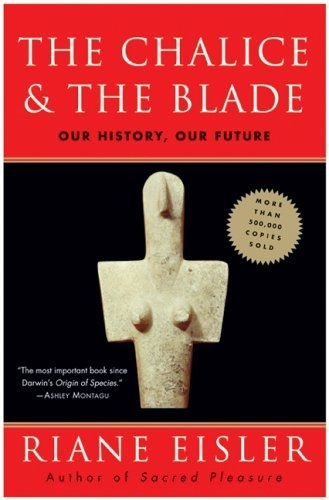 THE CHALICE
& THE BLADE
OUR HISTORY, OUR FUTURE
MORE
THAN
500,000
COPIES
SOLD
"The most important book since
Darwin's Origin of Species."
—ASHLEY MONTAGU
RIANE EISLER
Author of Sacred Pleasure